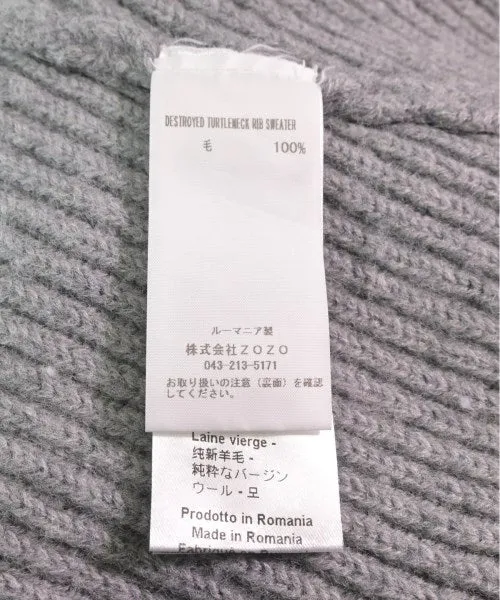 DESTROYED TURTLENECK RIB SWEATER
毛 100%
ルーマニア製
株式会社ZOZO
043-213-5171
お取り扱いの注意（裏面）を確認
してください。
Laine vierge -
纯新羊毛 -
純粋なバージン
ウール - 모
Prodotto in Romania
Made in Romania
Fabriqué